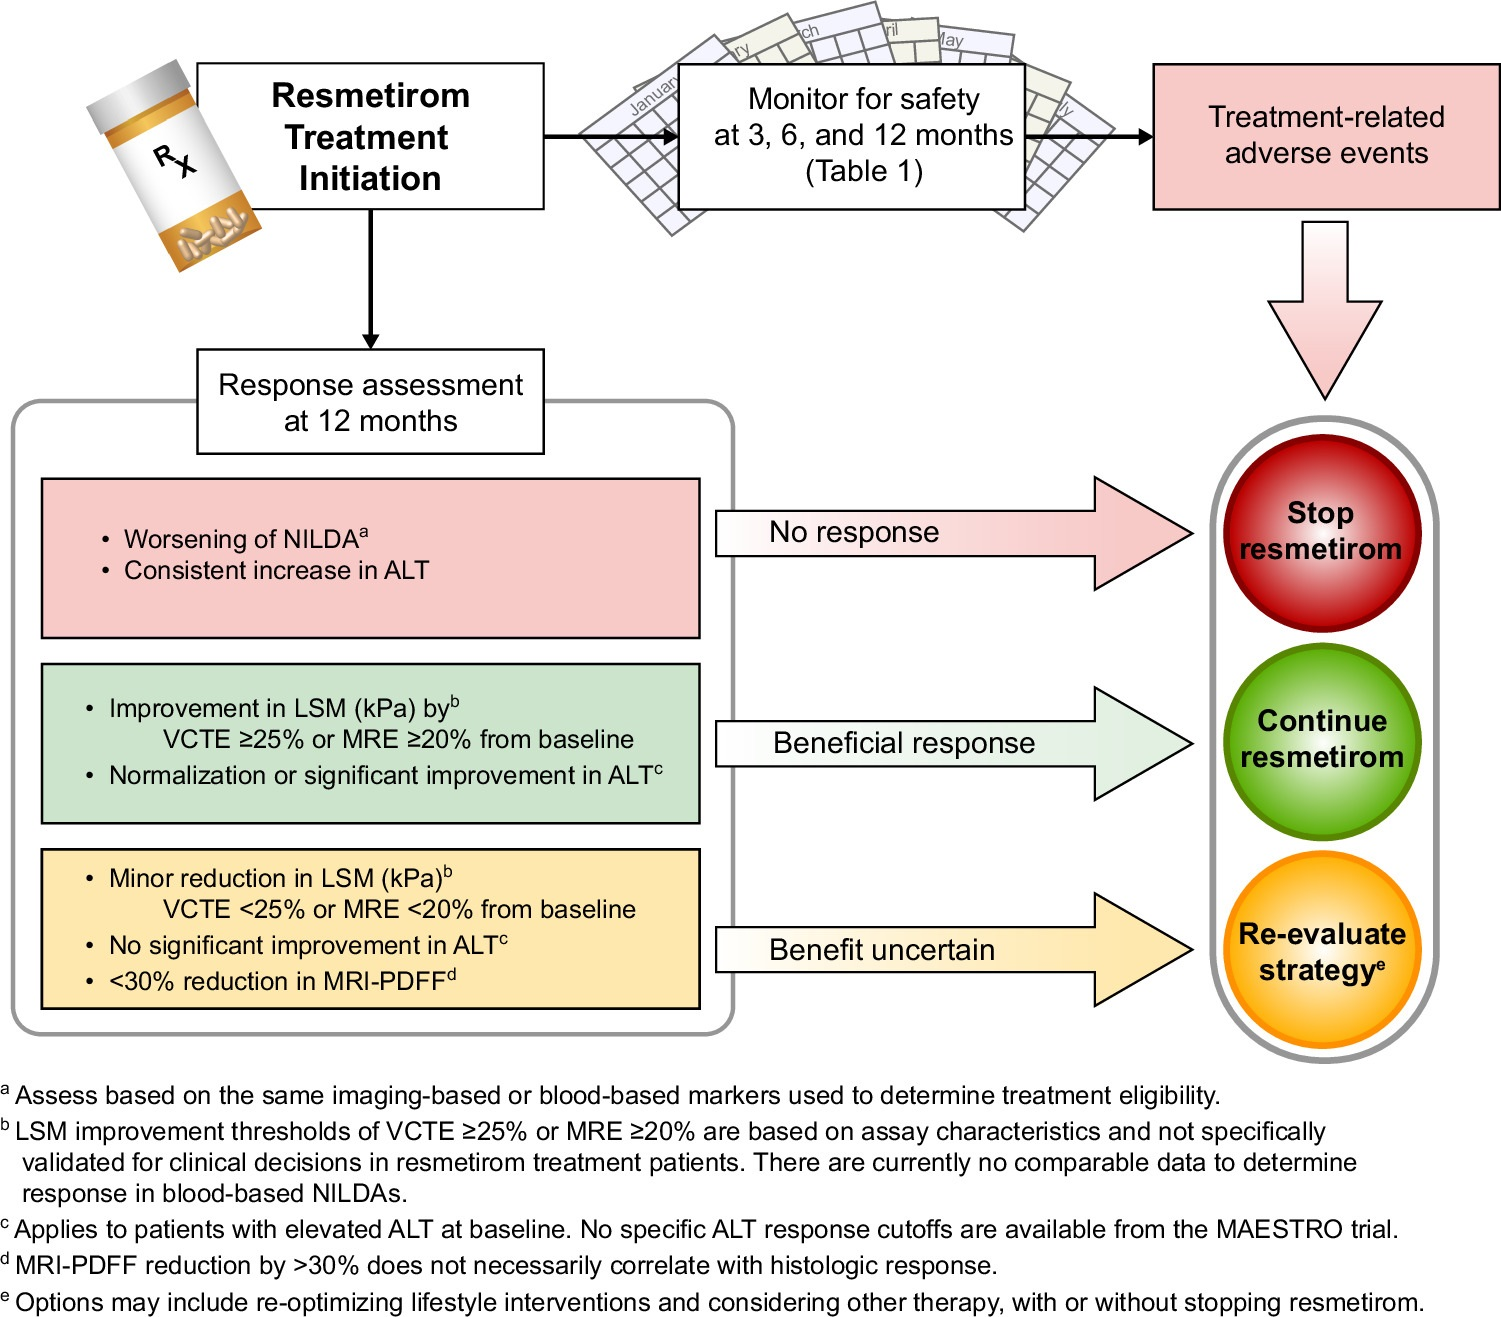 Resmetirom
Treatment
Initiation
Rx
January
ry
ch
ril
May
ly
Monitor for safety
at 3, 6, and 12 months
(Table 1)
Treatment-related
adverse events
Response assessment
at 12 months
• Worsening of NILDAᵃ
• Consistent increase in ALT
No response
Stop
resmetirom
• Improvement in LSM (kPa) byᵇ
VCTE ≥25% or MRE ≥20% from baseline
• Normalization or significant improvement in ALTᶜ
Beneficial response
Continue
resmetirom
• Minor reduction in LSM (kPa)ᵇ
VCTE <25% or MRE <20% from baseline
• No significant improvement in ALTᶜ
• <30% reduction in MRI-PDFFᵈ
Benefit uncertain
Re-evaluate
strategyᵉ
ᵃ Assess based on the same imaging-based or blood-based markers used to determine treatment eligibility.
ᵇ LSM improvement thresholds of VCTE ≥25% or MRE ≥20% are based on assay characteristics and not specifically
validated for clinical decisions in resmetirom treatment patients. There are currently no comparable data to determine
response in blood-based NILDAs.
ᶜ Applies to patients with elevated ALT at baseline. No specific ALT response cutoffs are available from the MAESTRO trial.
ᵈ MRI-PDFF reduction by >30% does not necessarily correlate with histologic response.
ᵉ Options may include re-optimizing lifestyle interventions and considering other therapy, with or without stopping resmetirom.